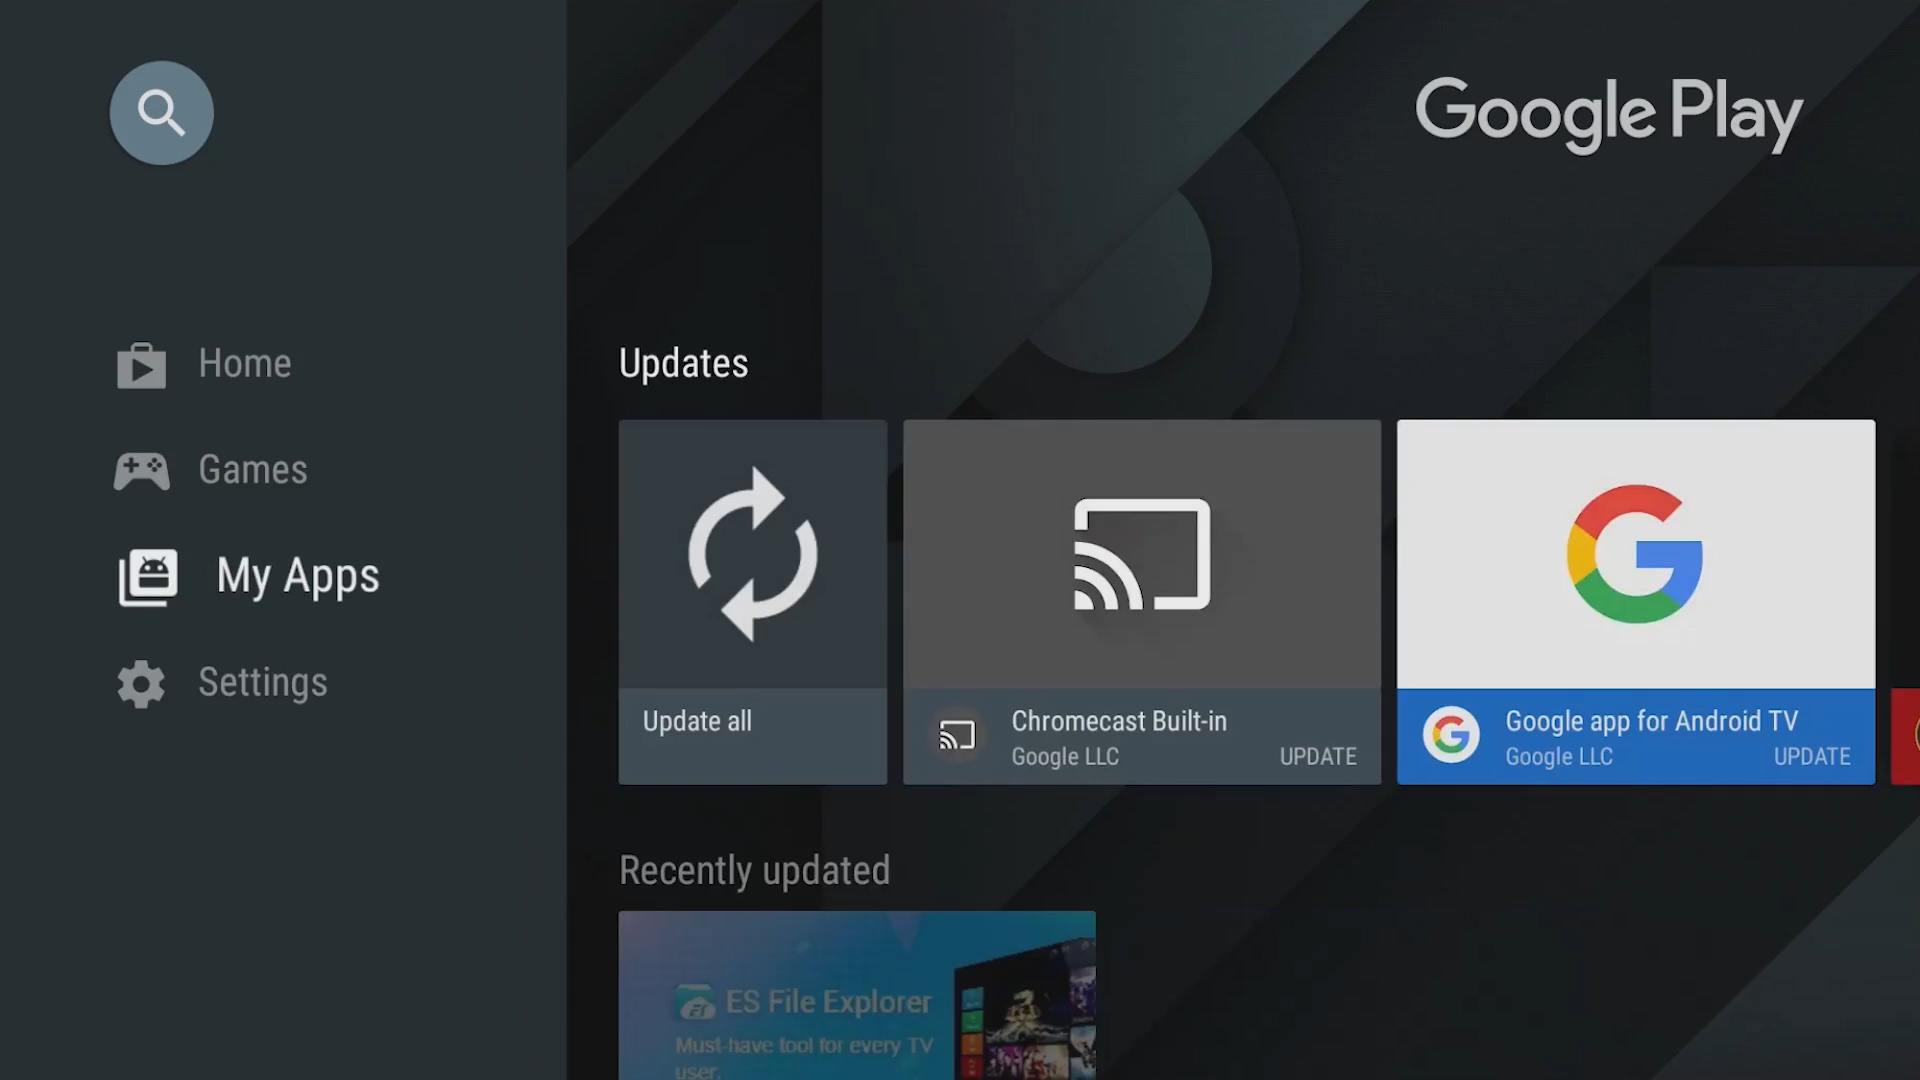 Google Play
Home
Games
My Apps
Settings
Updates
Update all
Chromecast Built-in
Google LLC
UPDATE
Google app for Android TV
Google LLC
UPDATE
Recently updated
ES File Explorer
Must-have tool for every TV
user.